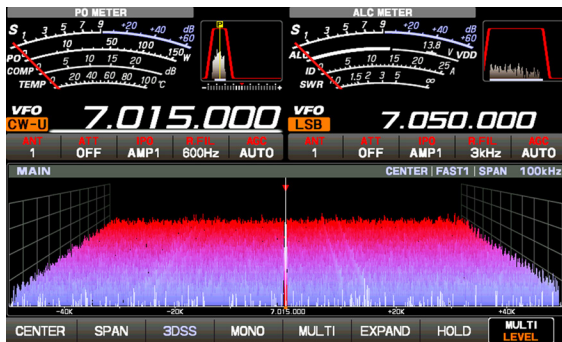 PO METER
S 1 3 5 7 9 +20 +40 +60 dB
PO 0 10 50 100 150 W
COMP 0 5 10 15 20 dB
TEMP 20 40 60 80 100 °C
P
ALC METER
S 1 3 5 7 9 +20 +40 +60 dB
ALC 13.8 V VDD
ID 0 5 10 15 20 25 A
SWR 1.0 1.5 2 3 5 ∞
VFO
CW-U
7.015.000
VFO
LSB
7.050.000
ANT ATT IPO R.FIL AGC
1 OFF AMP1 600Hz AUTO
ANT ATT IPO R.FIL AGC
1 OFF AMP1 3kHz AUTO
MAIN CENTER FAST1 SPAN 100kHz
-40K -20K 7.015.000 +20K +40K
CENTER SPAN 3DSS MONO MULTI EXPAND HOLD MULTI
LEVEL